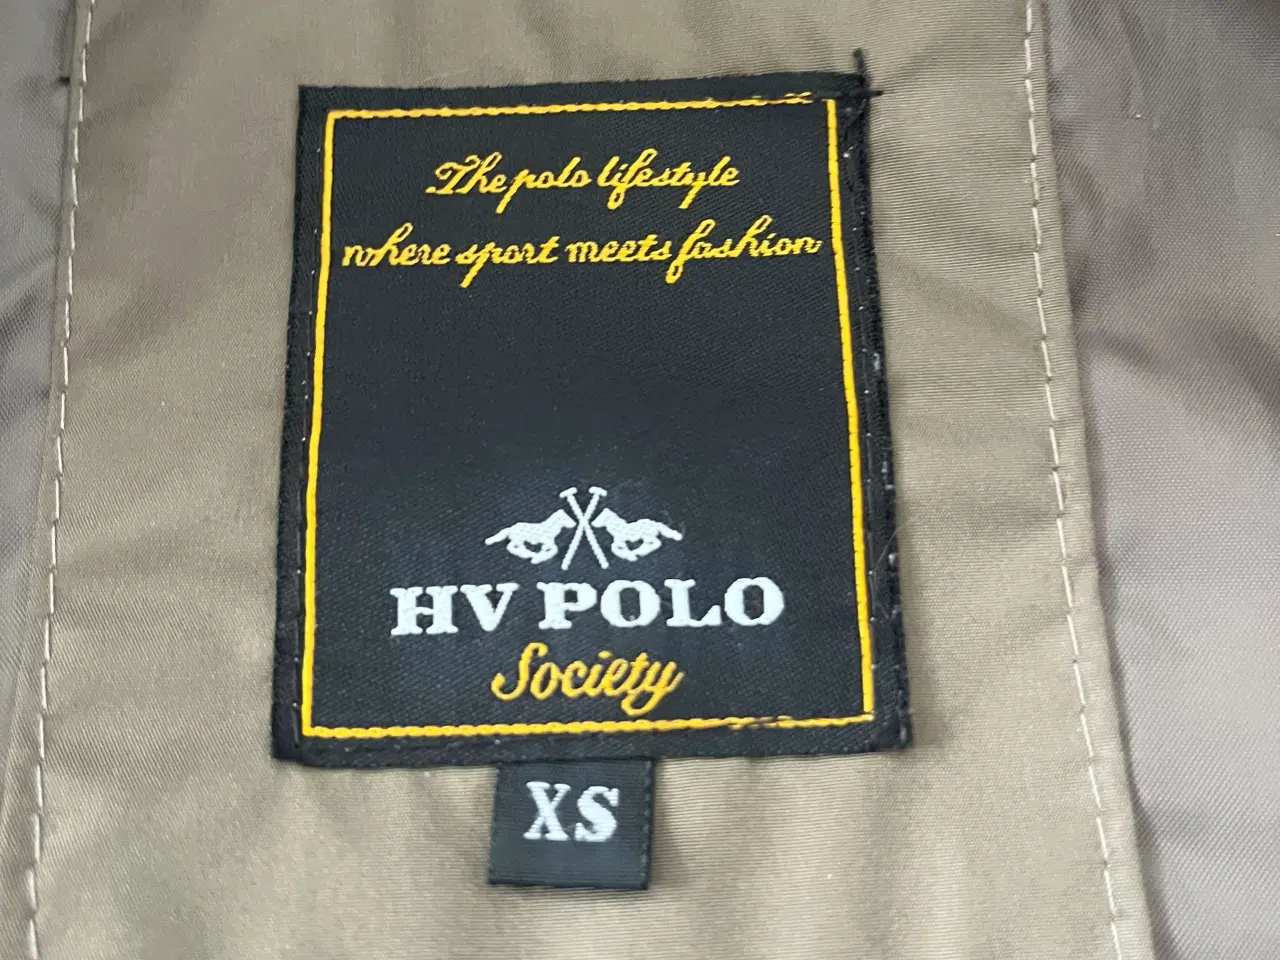 The polo lifestyle
where sport meets fashion
HV POLO
Society
XS